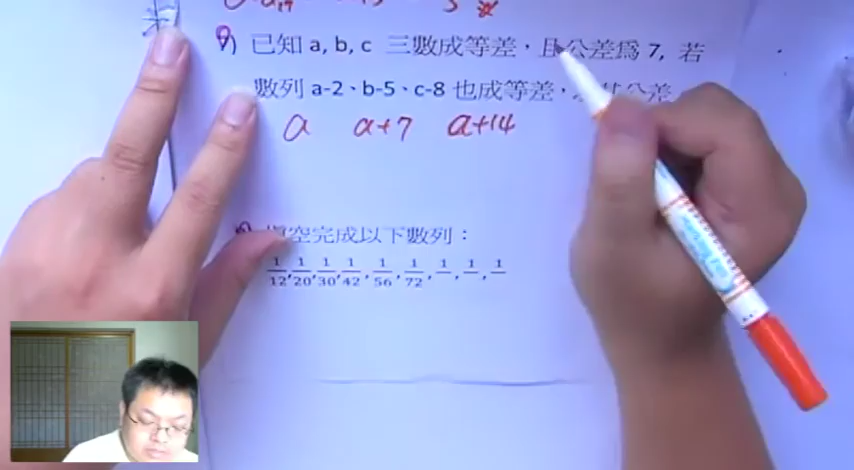 9) 已知 a, b, c 三數成等差，且公差為 7, 若
數列 a-2、b-5、c-8 也成等差，
a a+7 a+14
填空完成以下數列：
1/12, 1/20, 1/30, 1/42, 1/56, 1/72, 1/ , 1/ , 1/